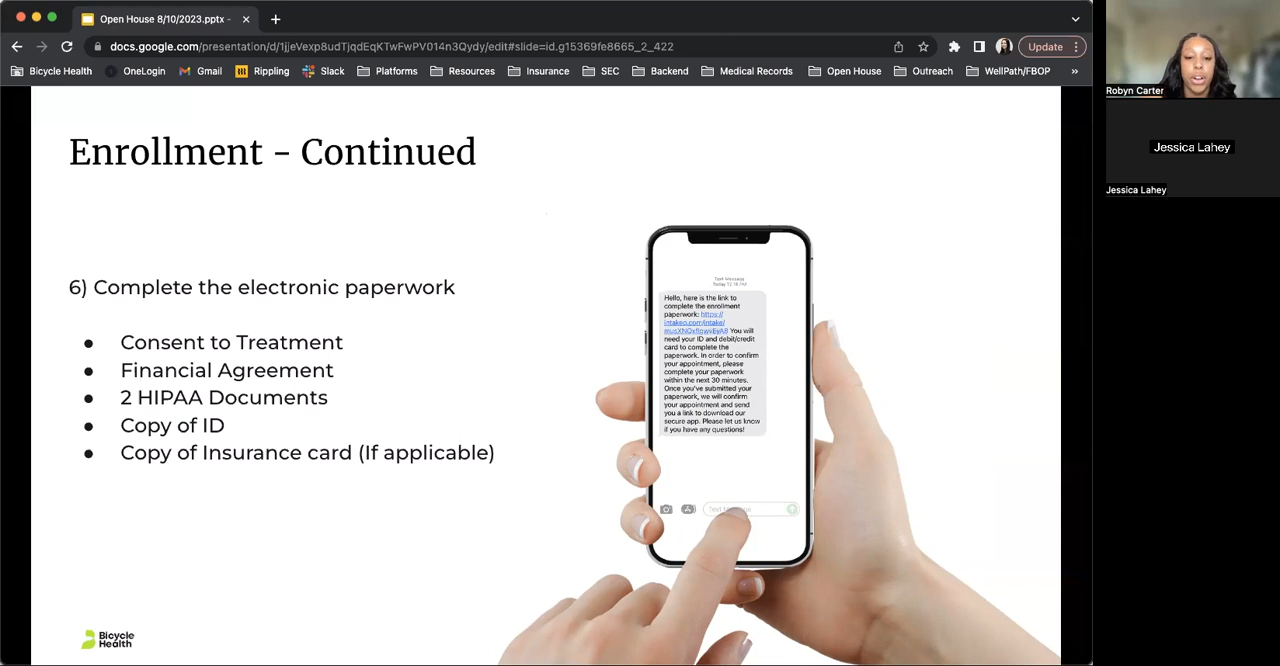 Open House 8/10/2023.pptx -
docs.google.com/presentation/d/1jjeVexp8udTjqdEqKTwFwPV014n3Qydy/edit#slide=id.g15369fe8665_2_422
Update
Bicycle Health
OneLogin
Gmail
Rippling
Slack
Platforms
Resources
Insurance
SEC
Backend
Medical Records
Open House
Outreach
WellPath/FBOP
»
Robyn Carter
Jessica Lahey
Jessica Lahey
Enrollment - Continued
6) Complete the electronic paperwork
● Consent to Treatment
● Financial Agreement
● 2 HIPAA Documents
● Copy of ID
● Copy of Insurance card (If applicable)
Text Message
Hello, here is the link to
complete the enrollment
paperwork: https://
intakeq.com/intake/
You will
need your ID and debit/credit
card to complete the
paperwork. In order to confirm
your appointment, please
complete your paperwork
within the next 30 minutes.
Once you've submitted your
paperwork, we will confirm
your appointment and send
you a link to download our
secure app. Please let us know
if you have any questions!
Bicycle
Health